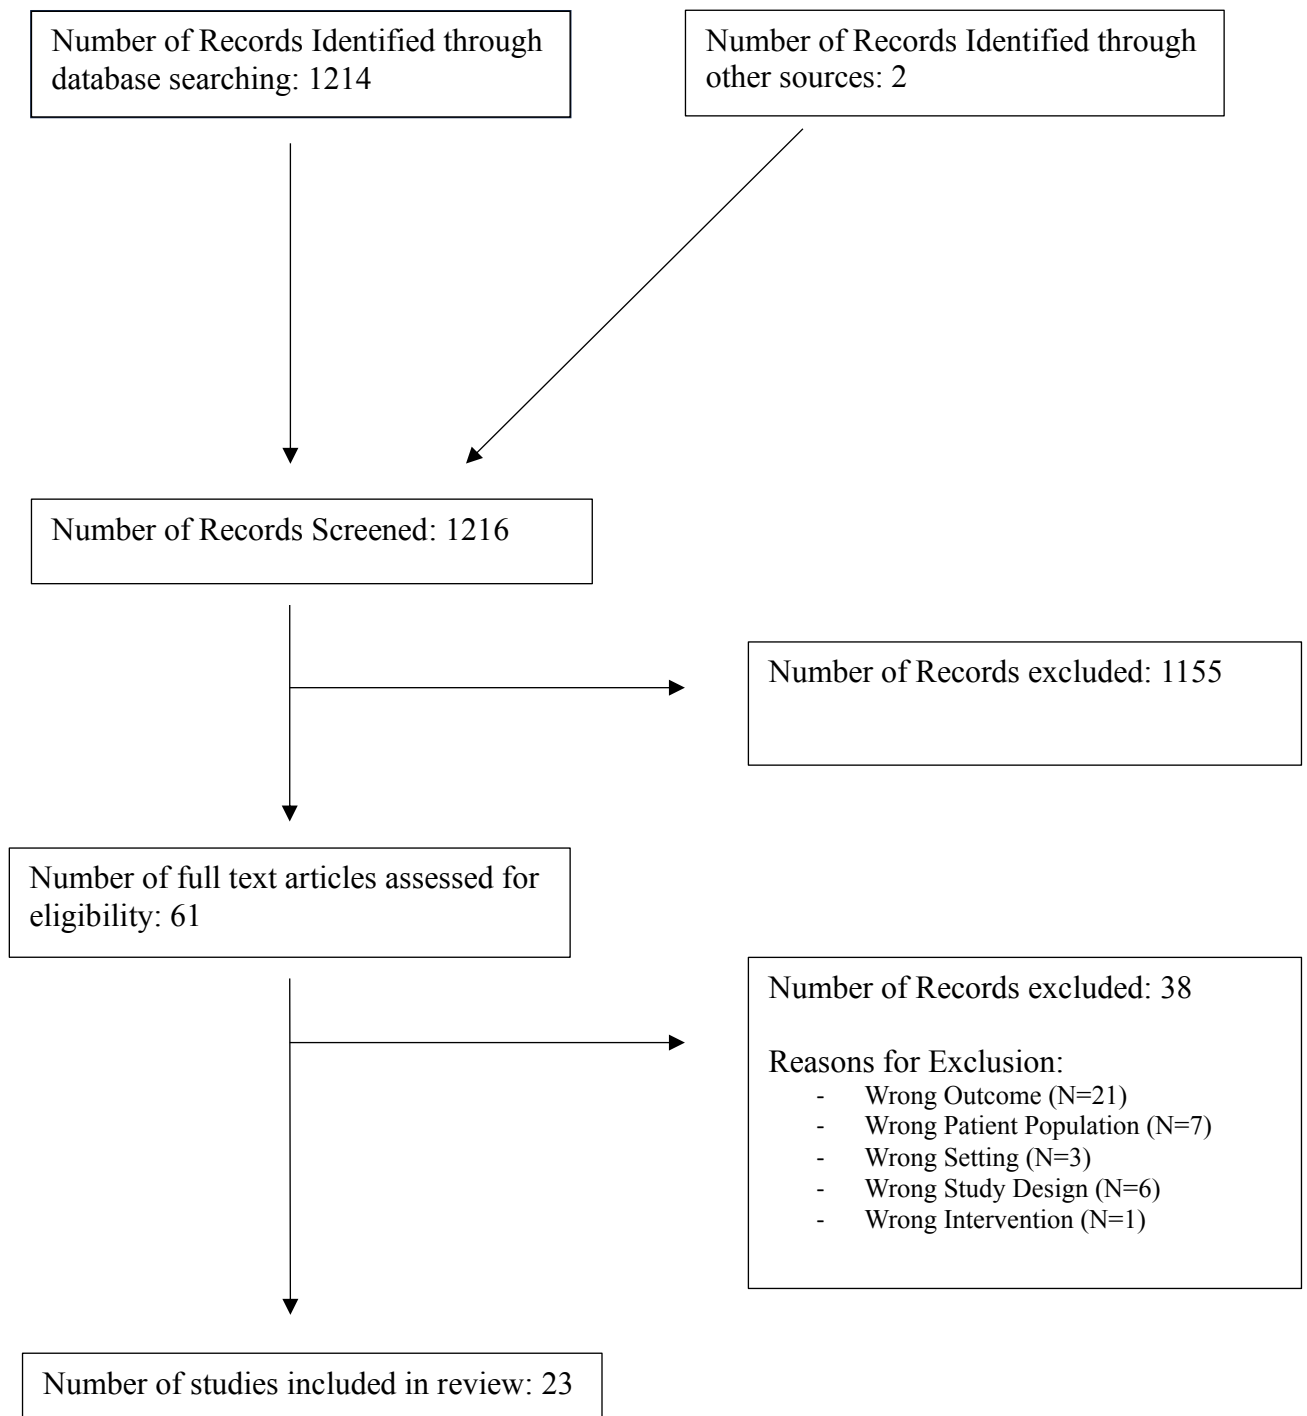 Number of Records Identified through
database searching: 1214
Number of Records Identified through
other sources: 2
Number of Records Screened: 1216
Number of Records excluded: 1155
Number of full text articles assessed for
eligibility: 61
Number of Records excluded: 38
Reasons for Exclusion:
- Wrong Outcome (N=21)
- Wrong Patient Population (N=7)
- Wrong Setting (N=3)
- Wrong Study Design (N=6)
- Wrong Intervention (N=1)
Number of studies included in review: 23